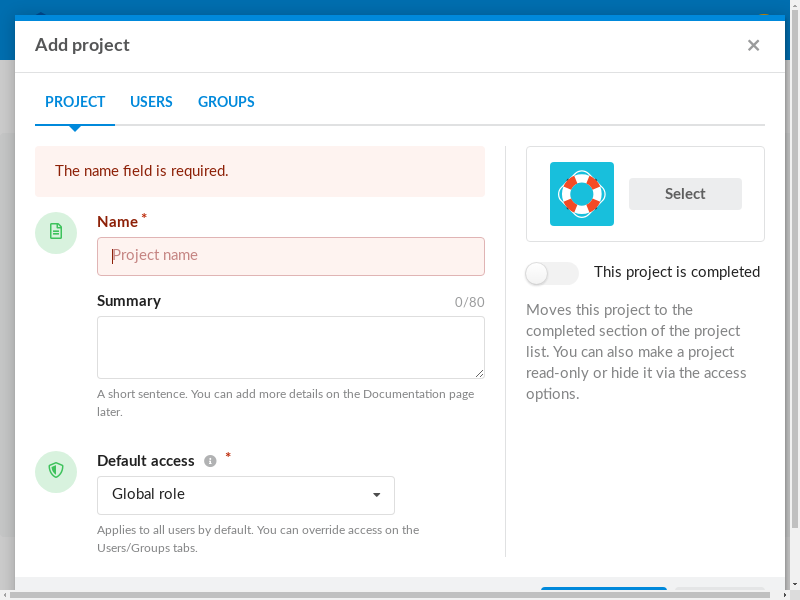 Add project
×
PROJECT USERS GROUPS
The name field is required.
Name *
Project name
Summary 0/80
A short sentence. You can add more details on the Documentation page
later.
Default access *
Global role
Applies to all users by default. You can override access on the
Users/Groups tabs.
Select
This project is completed
Moves this project to the
completed section of the project
list. You can also make a project
read-only or hide it via the access
options.